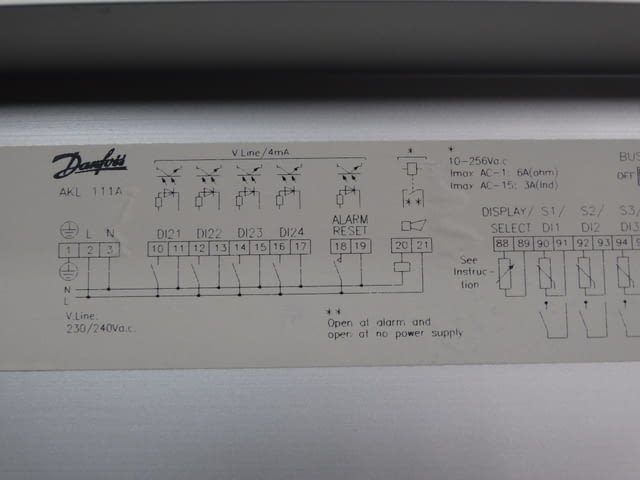 Danfoss
AKL 111A
V.Line/4mA
*
* *
*
10-256Va.c
Imax AC-1: 6A(ohm)
Imax AC-15: 3A(Ind)
BUS
OFF
L N
1 2 3
DI21 DI22 DI23 DI24
10 11 12 13 14 15 16 17
ALARM
RESET
18 19
20 21
DISPLAY/ S1/ S2/ S3/
SELECT DI1 DI2 DI3
88 89 90 91 92 93 94
See
Instruc-
tion
N
L
V.Line:
230/240Va.c.
* *
Open at alarm and
open at no power supply